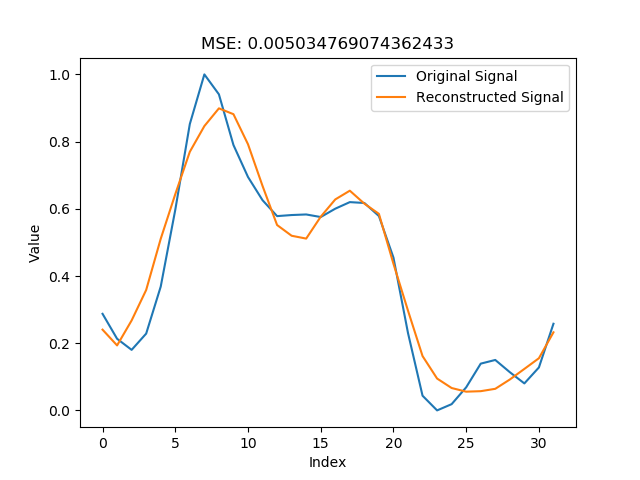 MSE: 0.005034769074362433
Original Signal
Reconstructed Signal
1.0
0.8
0.6
0.4
0.2
0.0
Value
0 5 10 15 20 25 30
Index